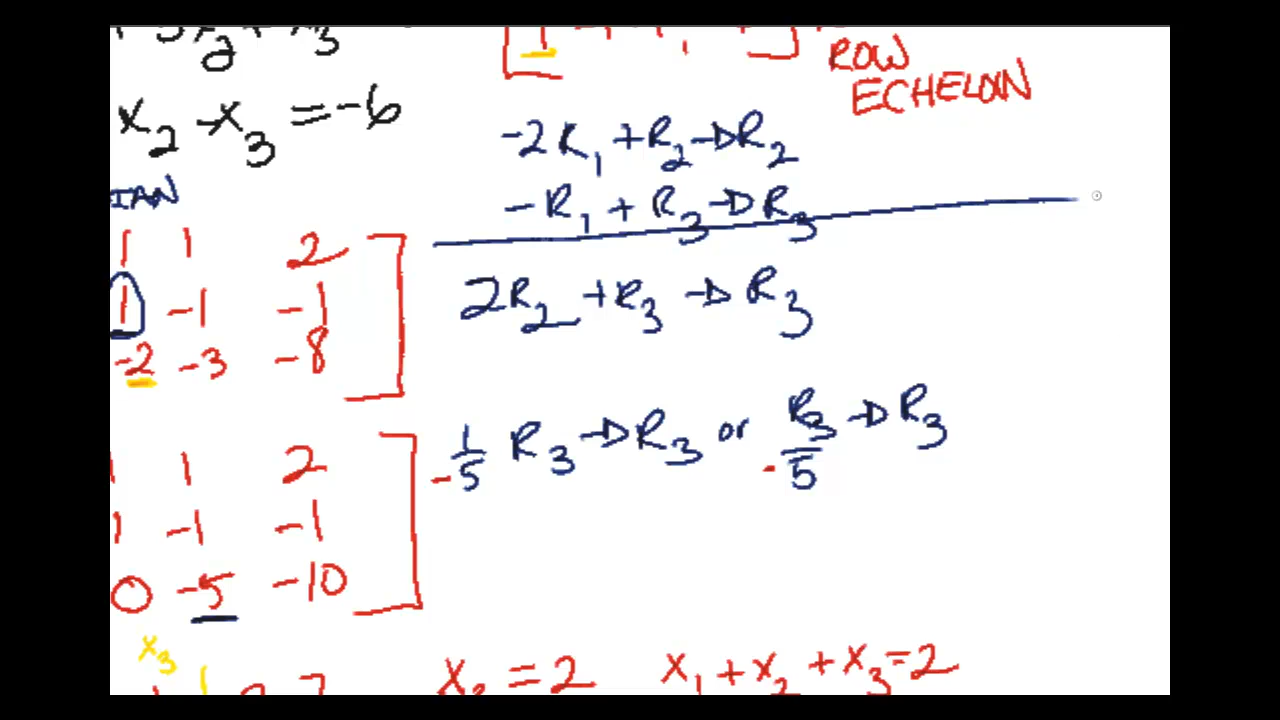 x₂ - x₃ = -6
ROW
ECHELON
-2R₁ + R₂ → R₂
-R₁ + R₃ → R₃
IAN
1 1 2
1 -1 -1
-2 -3 -8
2R₂ + R₃ → R₃
-1/5 R₃ → R₃ or R₃/-5 → R₃
1 1 2
1 -1 -1
0 -5 -10
x₃
x₁ + x₂ + x₃ = 2